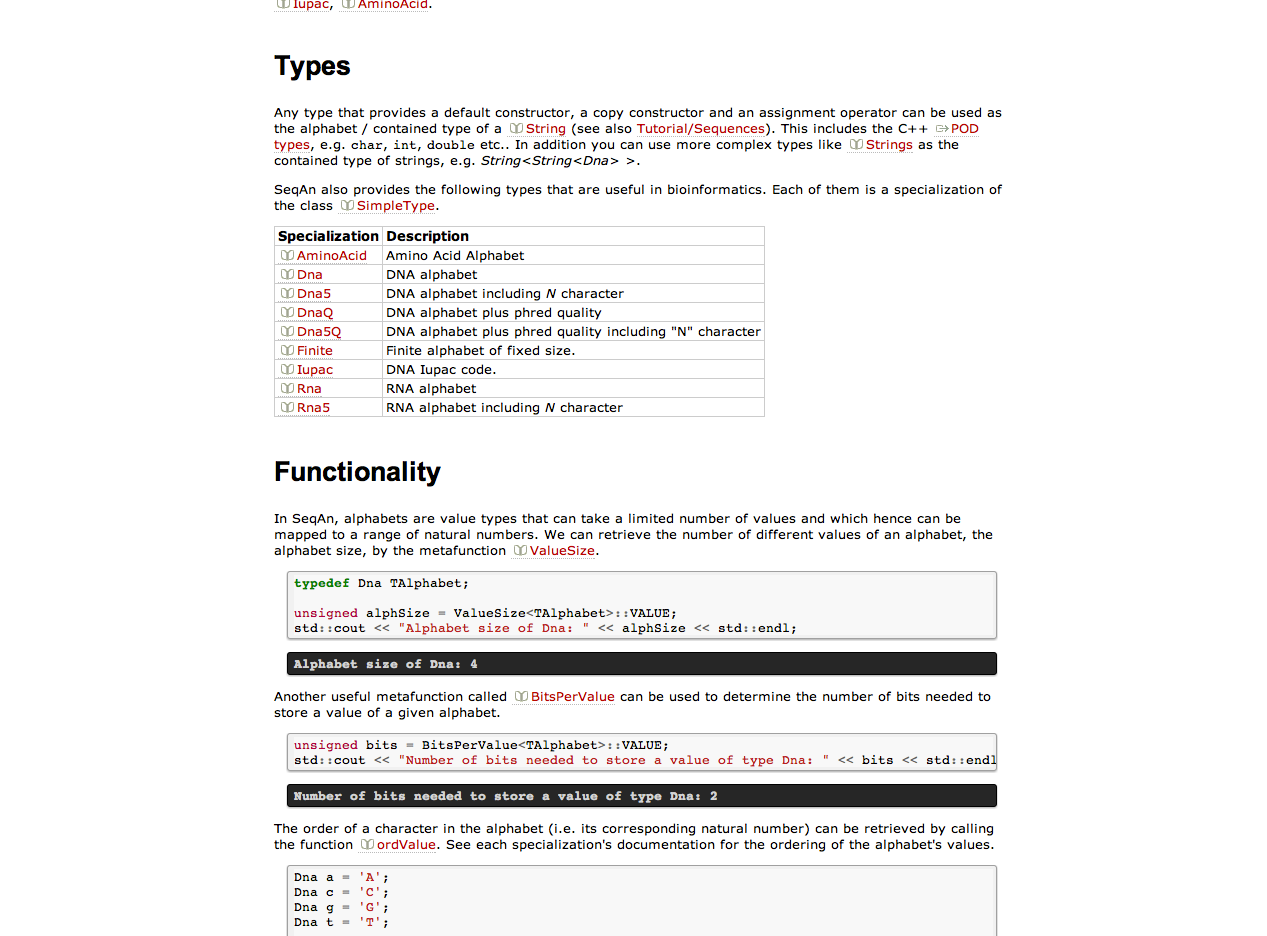 Iupac, AminoAcid.
Types
Any type that provides a default constructor, a copy constructor and an assignment operator can be used as
the alphabet / contained type of a String (see also Tutorial/Sequences). This includes the C++ POD
types, e.g. char, int, double etc.. In addition you can use more complex types like Strings as the
contained type of strings, e.g. String<String<Dna> >.
SeqAn also provides the following types that are useful in bioinformatics. Each of them is a specialization of
the class SimpleType.
Specialization Description
AminoAcid Amino Acid Alphabet
Dna DNA alphabet
Dna5 DNA alphabet including N character
DnaQ DNA alphabet plus phred quality
Dna5Q DNA alphabet plus phred quality including "N" character
Finite Finite alphabet of fixed size.
Iupac DNA Iupac code.
Rna RNA alphabet
Rna5 RNA alphabet including N character
Functionality
In SeqAn, alphabets are value types that can take a limited number of values and which hence can be
mapped to a range of natural numbers. We can retrieve the number of different values of an alphabet, the
alphabet size, by the metafunction ValueSize.
typedef Dna TAlphabet;
unsigned alphSize = ValueSize<TAlphabet>::VALUE;
std::cout << "Alphabet size of Dna: " << alphSize << std::endl;
Alphabet size of Dna: 4
Another useful metafunction called BitsPerValue can be used to determine the number of bits needed to
store a value of a given alphabet.
unsigned bits = BitsPerValue<TAlphabet>::VALUE;
std::cout << "Number of bits needed to store a value of type Dna: " << bits << std::endl
Number of bits needed to store a value of type Dna: 2
The order of a character in the alphabet (i.e. its corresponding natural number) can be retrieved by calling
the function ordValue. See each specialization's documentation for the ordering of the alphabet's values.
Dna a = 'A';
Dna c = 'C';
Dna g = 'G';
Dna t = 'T';